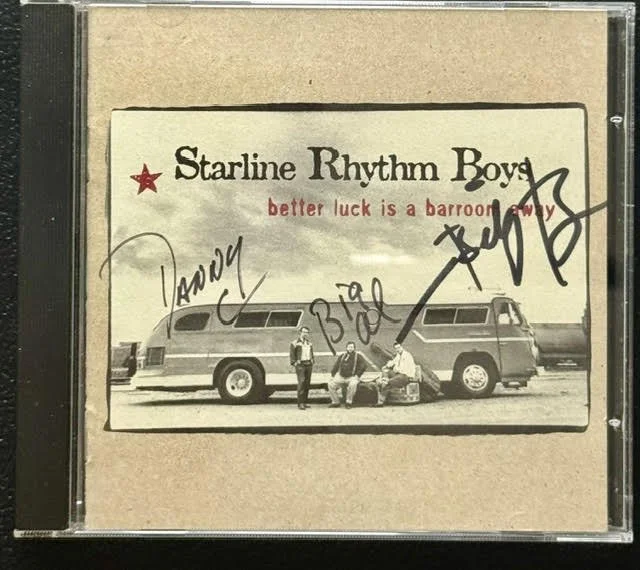 Starline Rhythm Boys
better luck is a barroom away
DANNY C
Big Al